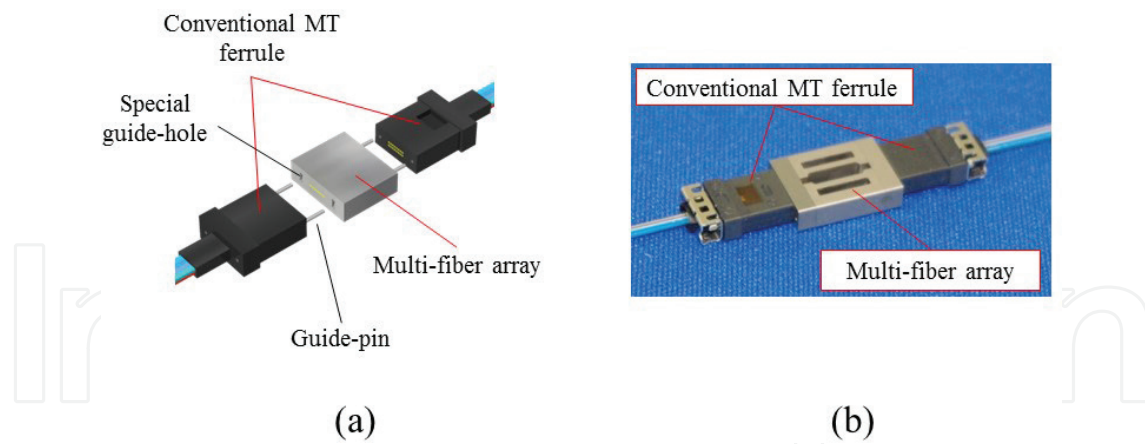 Conventional MT
ferrule
Special
guide-hole
Multi-fiber array
Guide-pin
(a)
Conventional MT ferrule
Multi-fiber array
(b)